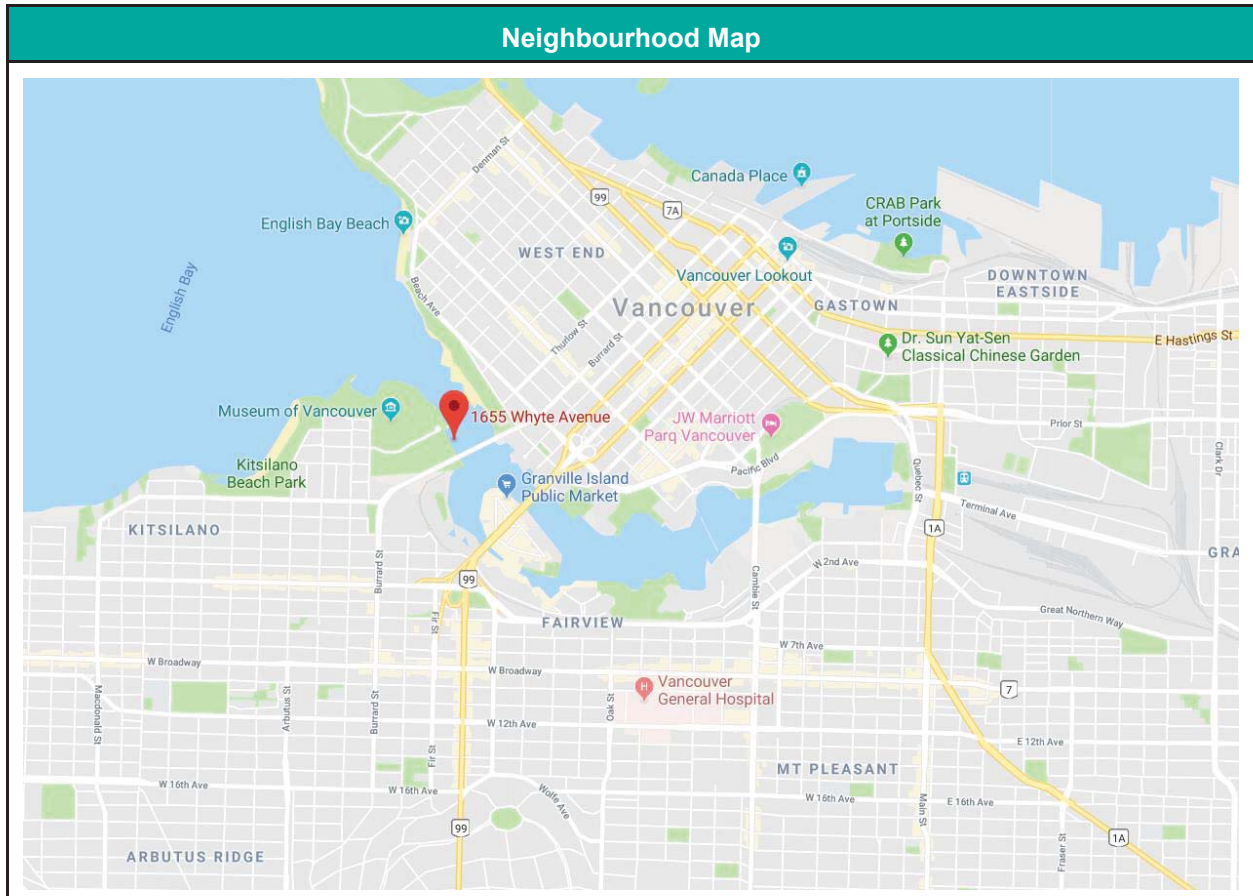 Neighbourhood Map
Denman St
99
Canada Place
7A
CRAB Park
at Portside
English Bay Beach
WEST END
Vancouver Lookout
DOWNTOWN
EASTSIDE
English Bay
Beach Ave
Vancouver
GASTOWN
Thurlow St
Burrard St
Dr. Sun Yat-Sen
Classical Chinese Garden
E Hastings St
Museum of Vancouver
1655 Whyte Avenue
JW Marriott
Parq Vancouver
Prior St
Clark Dr
Kitsilano
Beach Park
Granville Island
Public Market
Pacific Blvd
Quebec St
Terminal Ave
KITSILANO
1A
GRA
Burrard St
99
Cambie St
W 2nd Ave
Fir St
FAIRVIEW
Great Northern Way
W 7th Ave
W Broadway
W Broadway
Vancouver
General Hospital
H
7
Macdonald St
Arbutus St
Burrard St
Oak St
W 12th Ave
E 12th Ave
Fir St
MT PLEASANT
W 16th Ave
W 16th Ave
Wolfe Ave
W 16th Ave
Main St
E 16th Ave
99
1A
Fraser St
ARBUTUS RIDGE